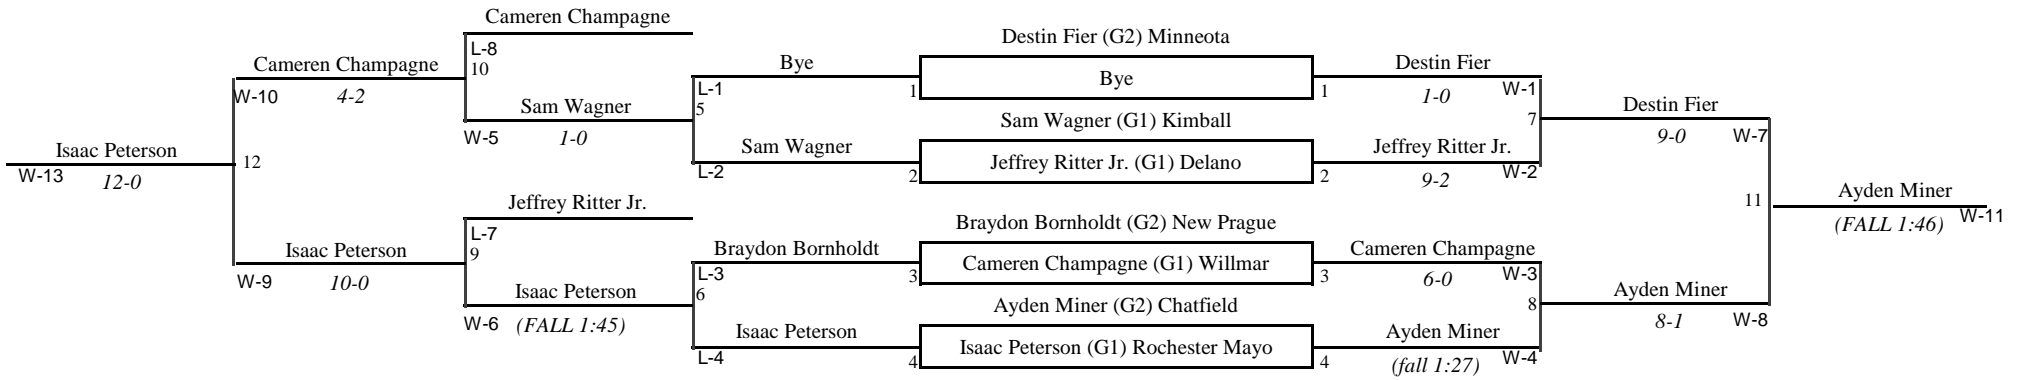 Cameren Champagne
L-8
10
Cameren Champagne
W-10
4-2
Sam Wagner
W-5
1-0
Isaac Peterson
W-13
12-0
12
Jeffrey Ritter Jr.
L-7
9
Isaac Peterson
W-9
10-0
Isaac Peterson
W-6
(FALL 1:45)
Bye
L-1
5
1
Sam Wagner
L-2
2
Braydon Bornholdt
L-3
6
3
Isaac Peterson
L-4
4
Destin Fier (G2) Minneota
Bye
Sam Wagner (G1) Kimball
Jeffrey Ritter Jr. (G1) Delano
Braydon Bornholdt (G2) New Prague
Cameren Champagne (G1) Willmar
Ayden Miner (G2) Chatfield
Isaac Peterson (G1) Rochester Mayo
Destin Fier
1
1-0
W-1
7
Jeffrey Ritter Jr.
2
9-2
W-2
Cameren Champagne
3
6-0
W-3
8
Ayden Miner
4
(fall 1:27)
W-4
Destin Fier
9-0
W-7
11
Ayden Miner
8-1
W-8
Ayden Miner
(FALL 1:46)
W-11